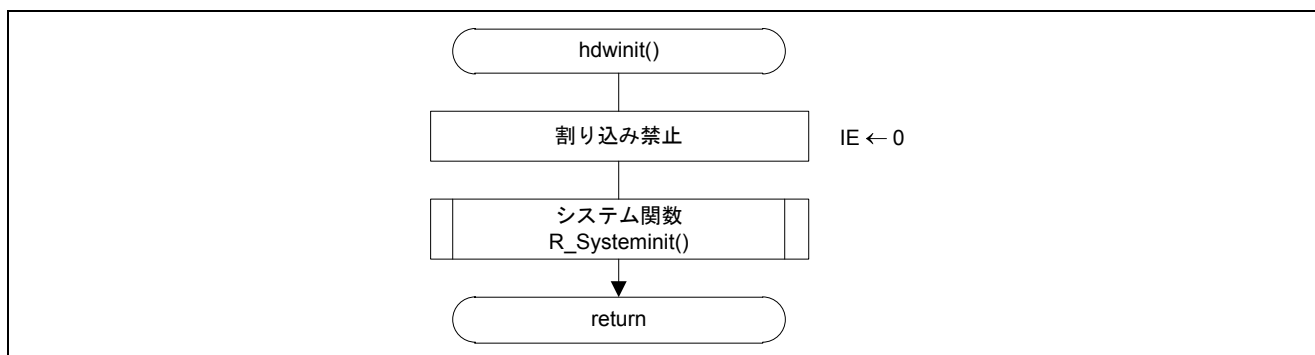 hdwinit()
割り込み禁止
IE ← 0
システム関数
R_Systeminit()
return